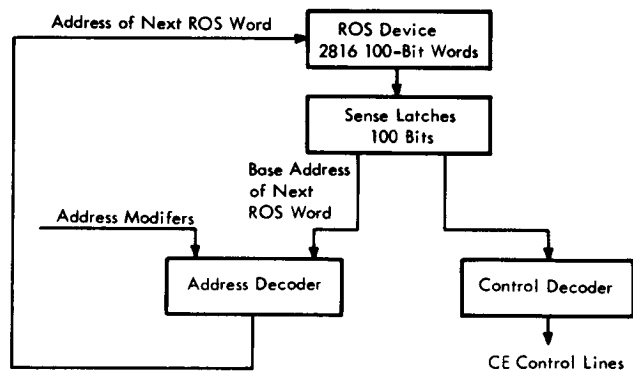 Address of Next ROS Word
ROS Device
2816 100-Bit Words
Sense Latches
100 Bits
Base Address
of Next
ROS Word
Address Modifers
Address Decoder
Control Decoder
CE Control Lines